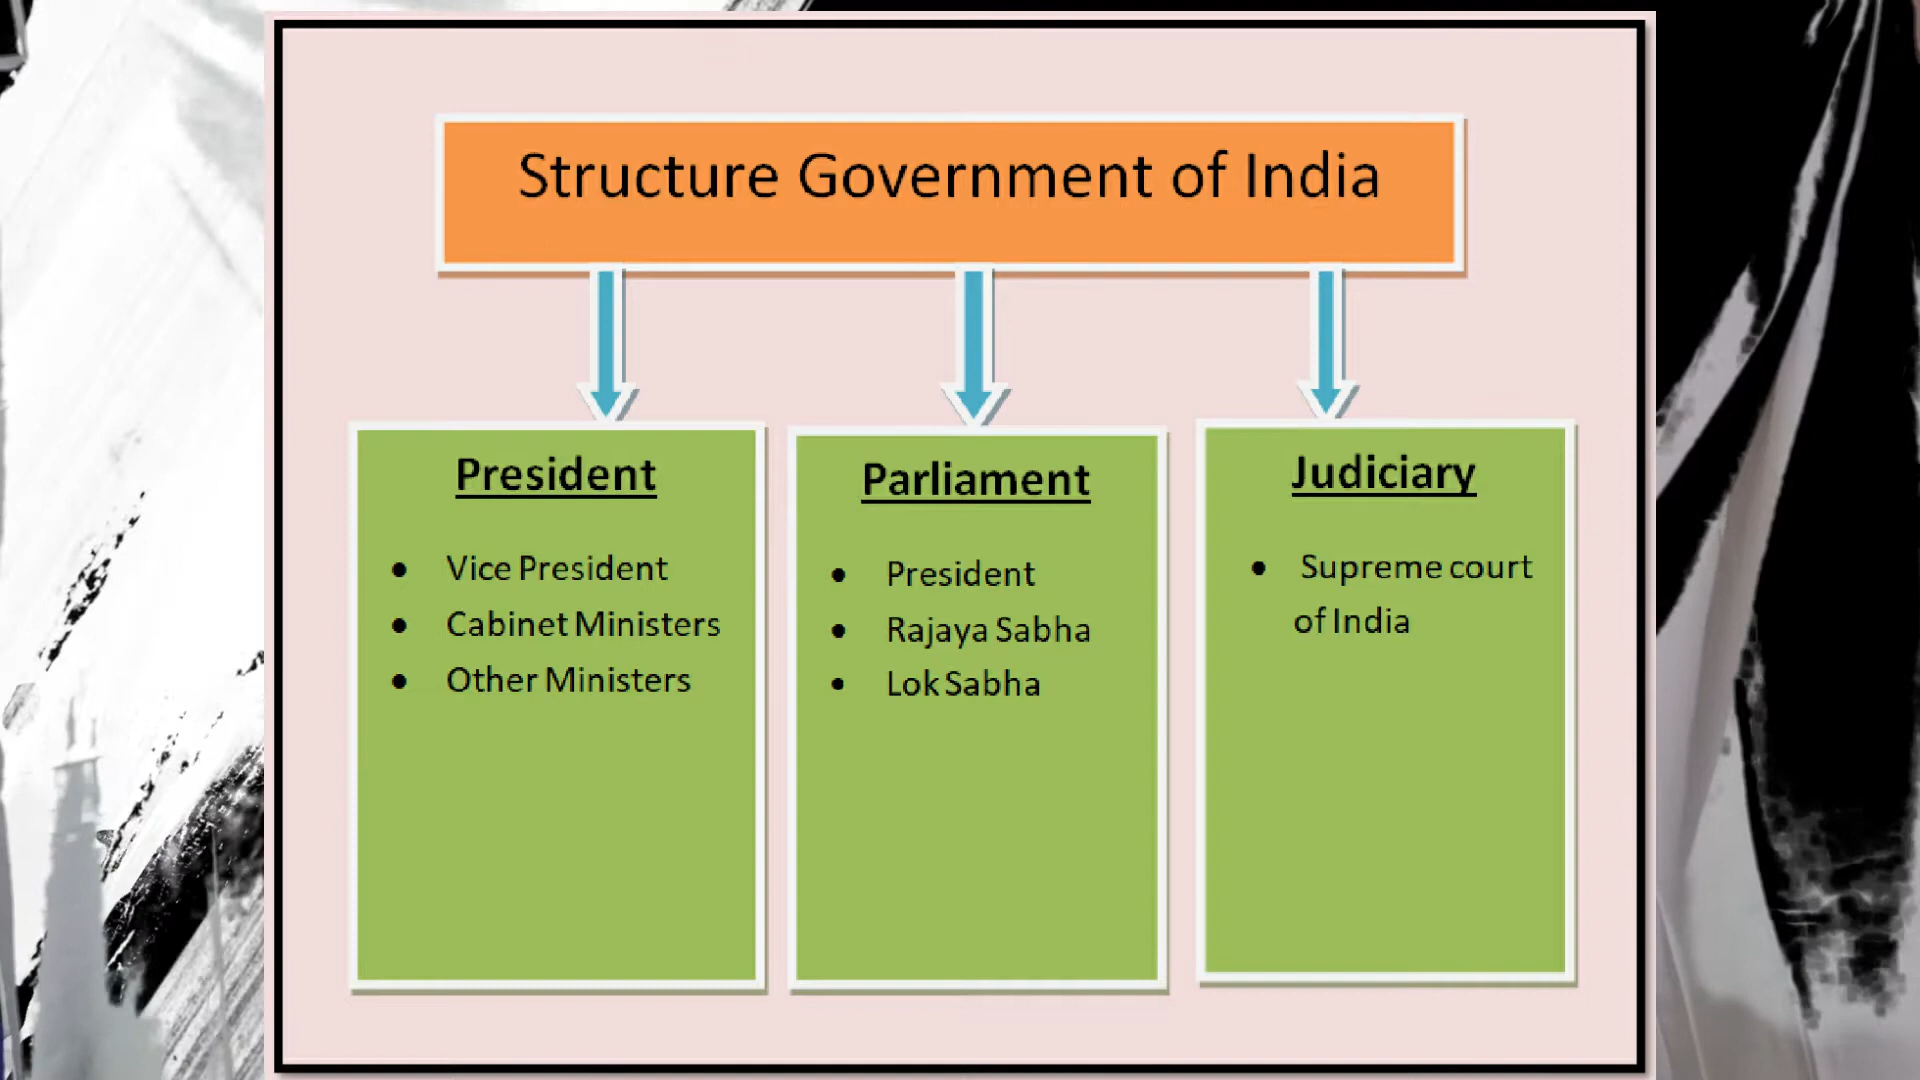 Structure Government of India
President
• Vice President
• Cabinet Ministers
• Other Ministers
Parliament
• President
• Rajaya Sabha
• Lok Sabha
Judiciary
• Supreme court
of India